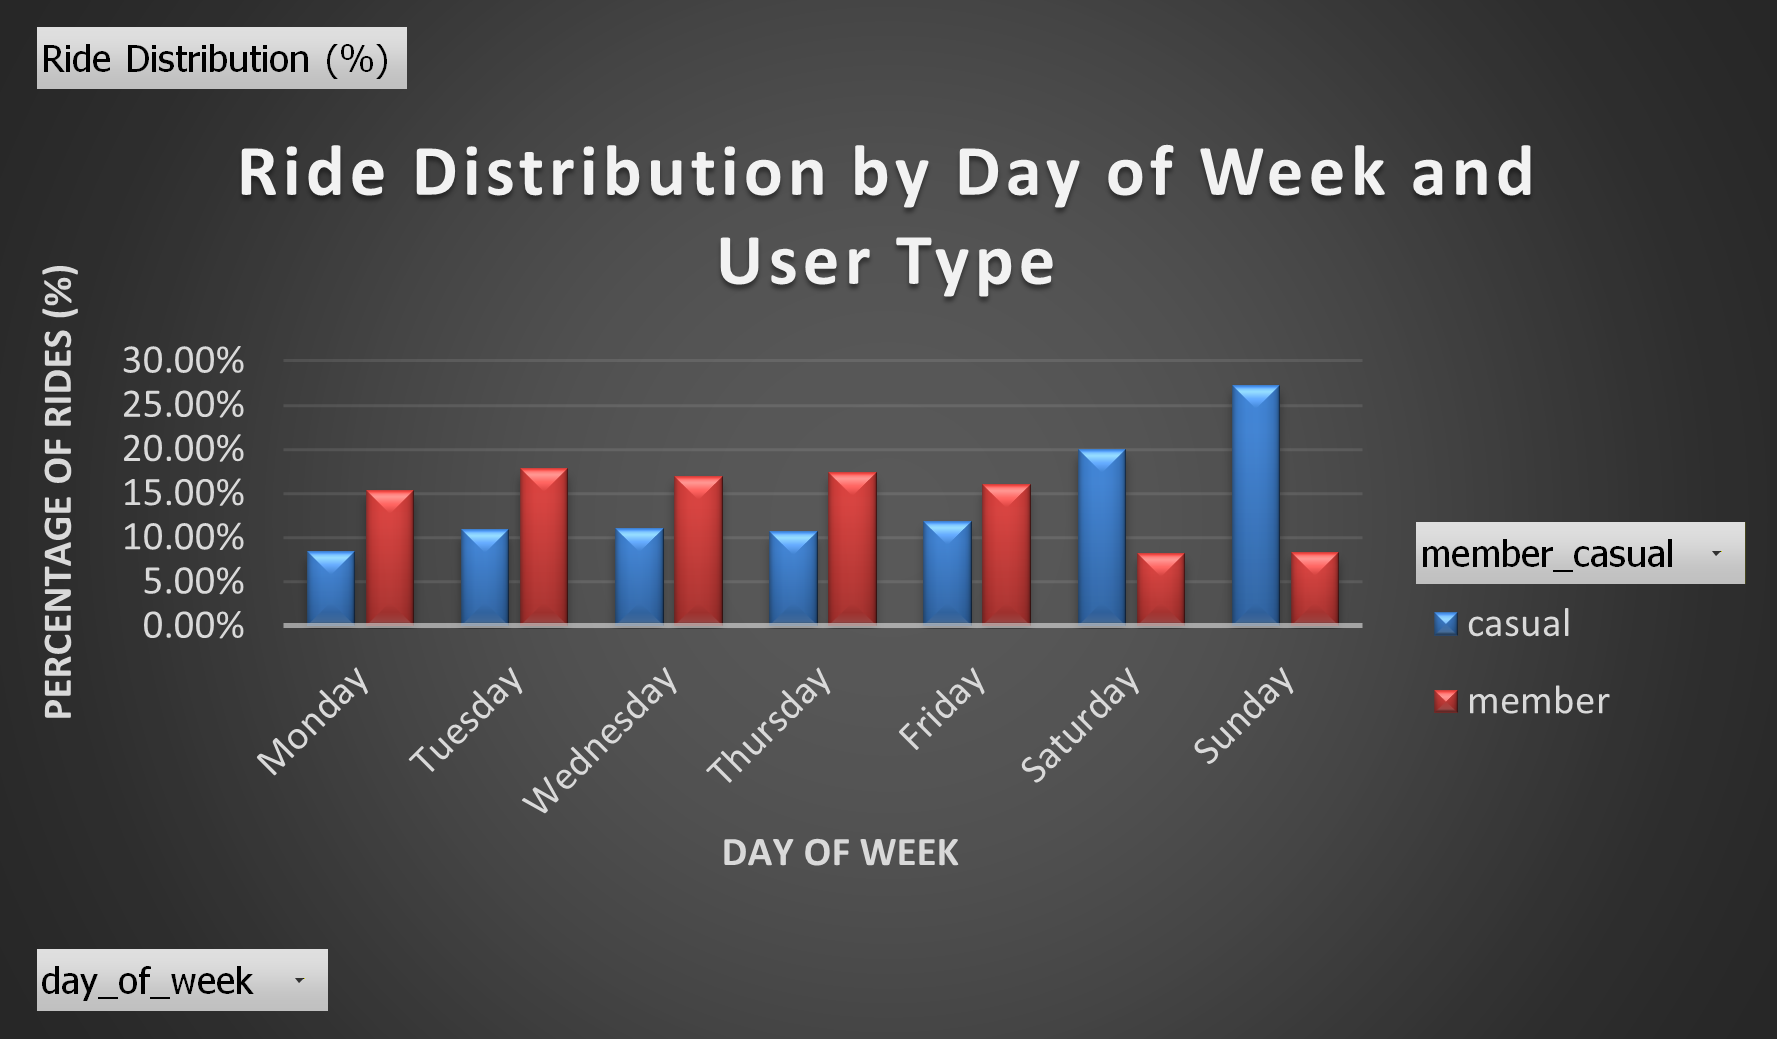 Ride Distribution (%)
Ride Distribution by Day of Week and
User Type
PERCENTAGE OF RIDES (%)
30.00%
25.00%
20.00%
15.00%
10.00%
5.00%
0.00%
Monday
Tuesday
Wednesday
Thursday
Friday
Saturday
Sunday
DAY OF WEEK
member_casual
casual
member
day_of_week